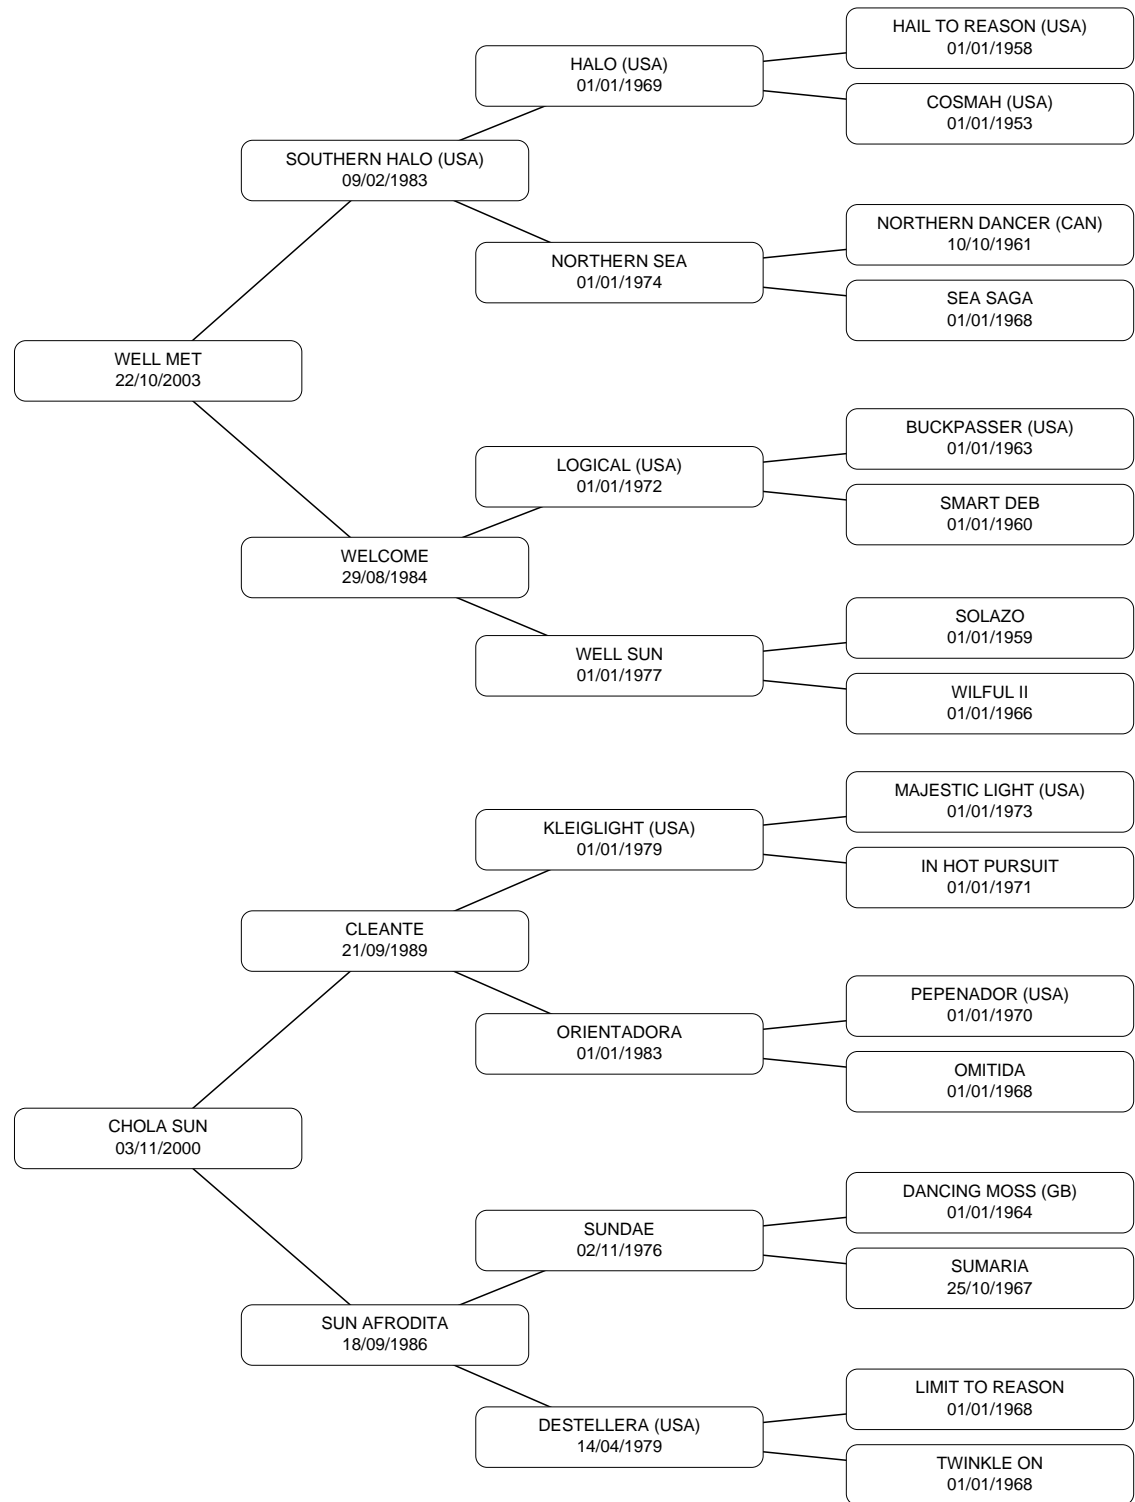 HAIL TO REASON (USA)
01/01/1958
HALO (USA)
01/01/1969
COSMAH (USA)
01/01/1953
SOUTHERN HALO (USA)
09/02/1983
NORTHERN DANCER (CAN)
10/10/1961
NORTHERN SEA
01/01/1974
SEA SAGA
01/01/1968
WELL MET
22/10/2003
BUCKPASSER (USA)
01/01/1963
LOGICAL (USA)
01/01/1972
SMART DEB
01/01/1960
WELCOME
29/08/1984
SOLAZO
01/01/1959
WELL SUN
01/01/1977
WILFUL II
01/01/1966
MAJESTIC LIGHT (USA)
01/01/1973
KLEIGLIGHT (USA)
01/01/1979
IN HOT PURSUIT
01/01/1971
CLEANTE
21/09/1989
PEPENADOR (USA)
01/01/1970
ORIENTADORA
01/01/1983
OMITIDA
01/01/1968
CHOLA SUN
03/11/2000
DANCING MOSS (GB)
01/01/1964
SUNDAE
02/11/1976
SUMARIA
25/10/1967
SUN AFRODITA
18/09/1986
LIMIT TO REASON
01/01/1968
DESTELLERA (USA)
14/04/1979
TWINKLE ON
01/01/1968